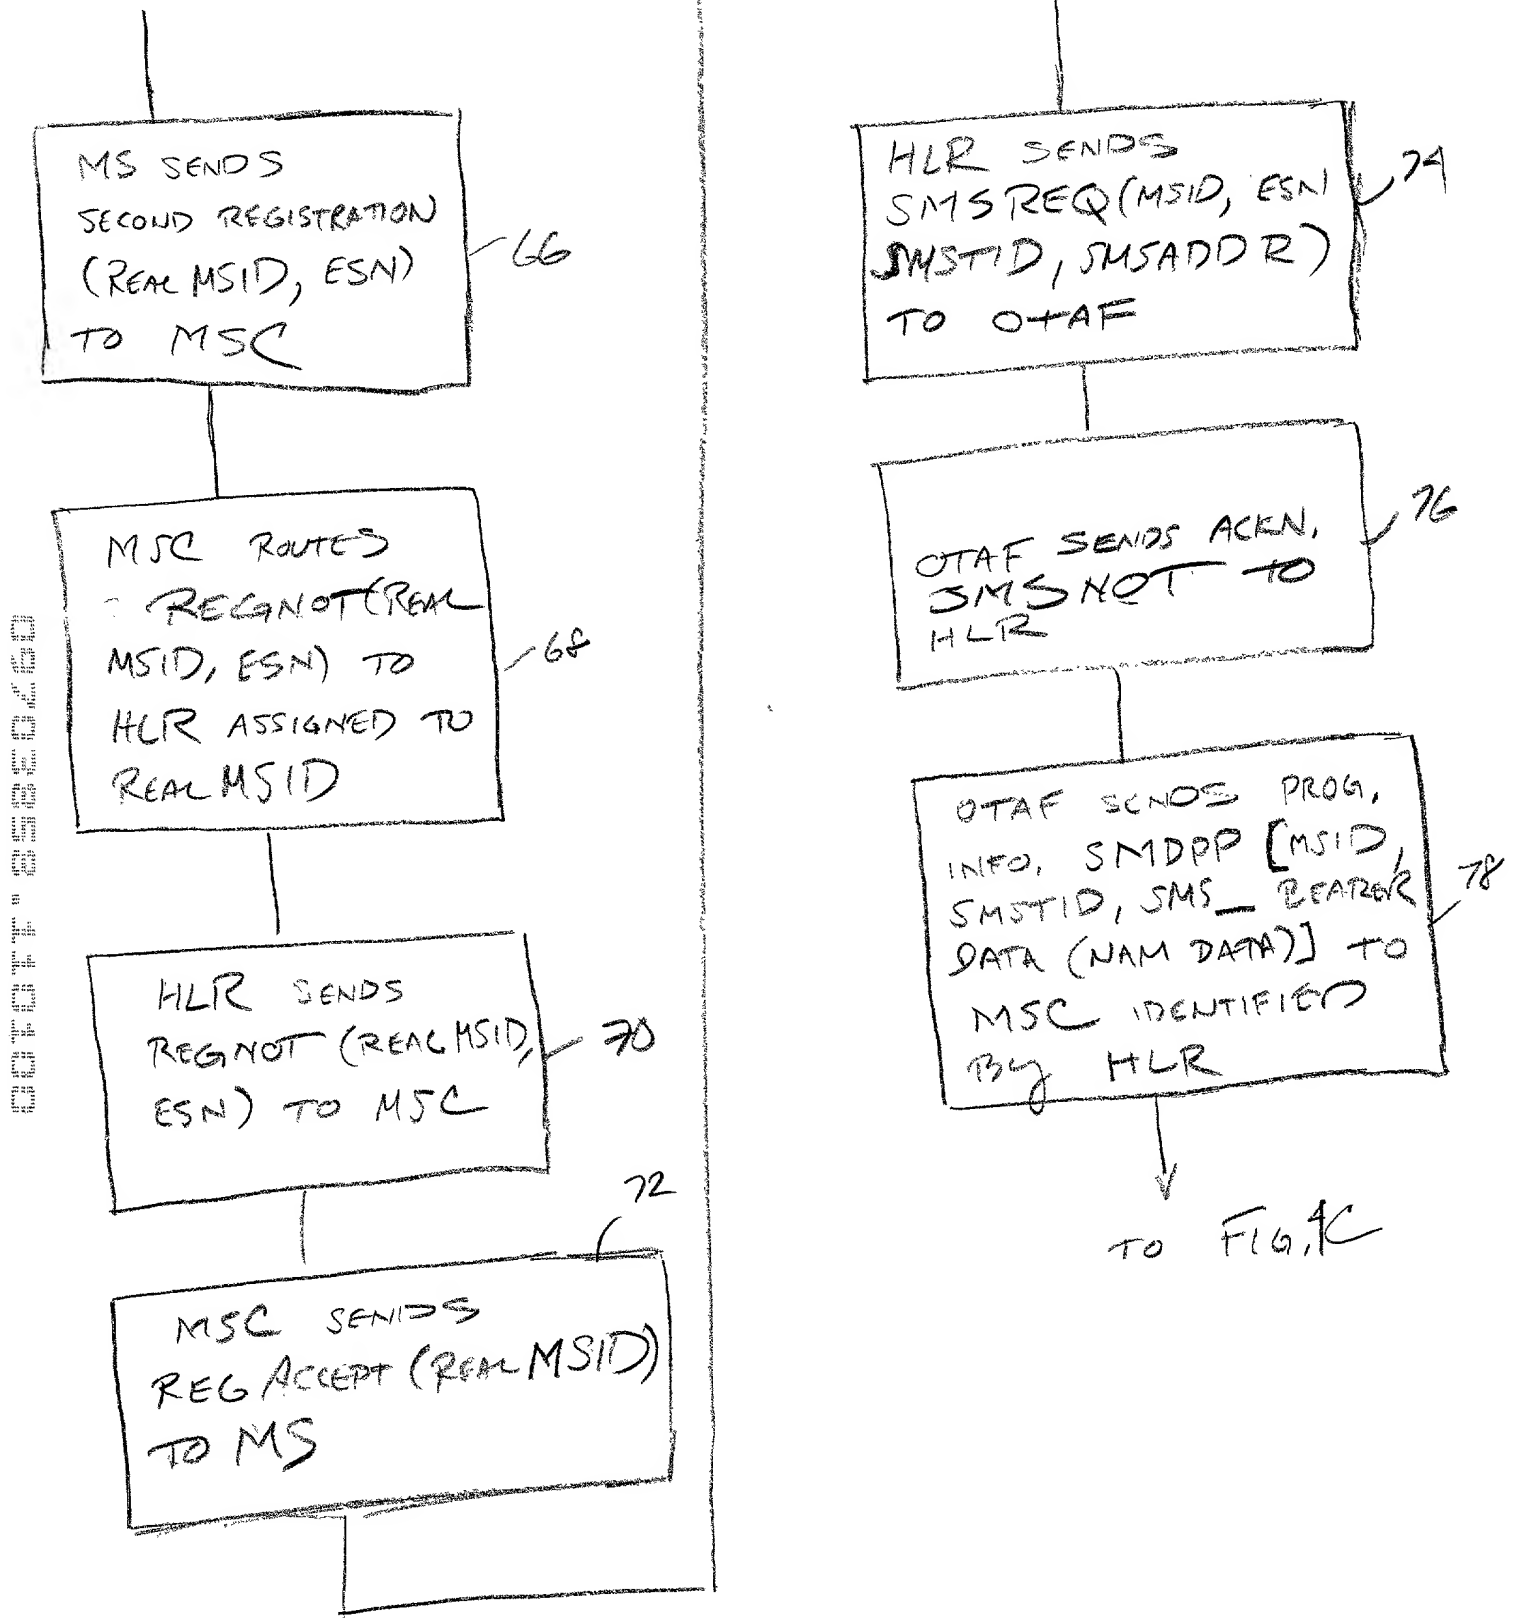 MS SENDS
SECOND REGISTRATION
(REAL MSID, ESN)
TO MSC
66
MSC ROUTES
REGNOT(REAL
MSID, ESN) TO
HLR ASSIGNED TO
REAL MSID
68
HLR SENDS
REGNOT (REAL MSID,
ESN) TO MSC
70
72
MSC SENDS
REG ACCEPT (REAL MSID)
TO MS
HLR SENDS
SMSREQ(MSID, ESN
SMSTID, SMSADDR)
TO OTAF
74
OTAF SENDS ACKN.
SMSNOT TO
HLR
76
OTAF SENDS PROG.
INFO. SMDPP [MSID,
SMSTID, SMS_BEARER
DATA (NAM DATA)] TO
MSC IDENTIFIED
By HLR
78
TO FIG. 4C
09703858.110100